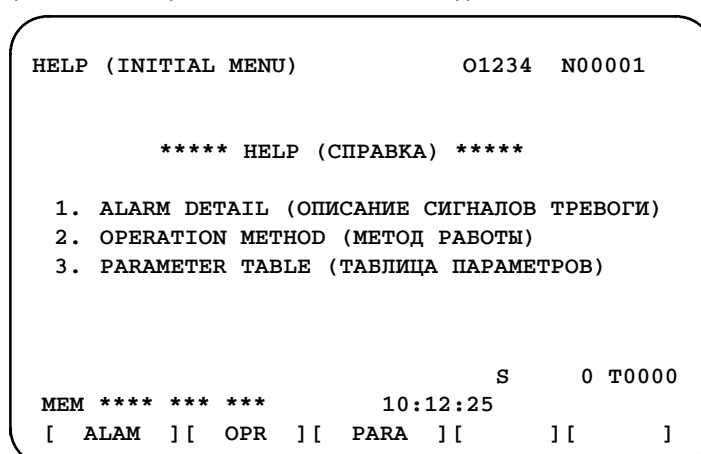 HELP (INITIAL MENU) O1234 N00001
***** HELP (СПРАВКА) *****
1. ALARM DETAIL (ОПИСАНИЕ СИГНАЛОВ ТРЕВОГИ)
2. OPERATION METHOD (МЕТОД РАБОТЫ)
3. PARAMETER TABLE (ТАБЛИЦА ПАРАМЕТРОВ)
S 0 T0000
MEM **** *** *** 10:12:25
[ ALAM ][ OPR ][ PARA ][ ][ ]